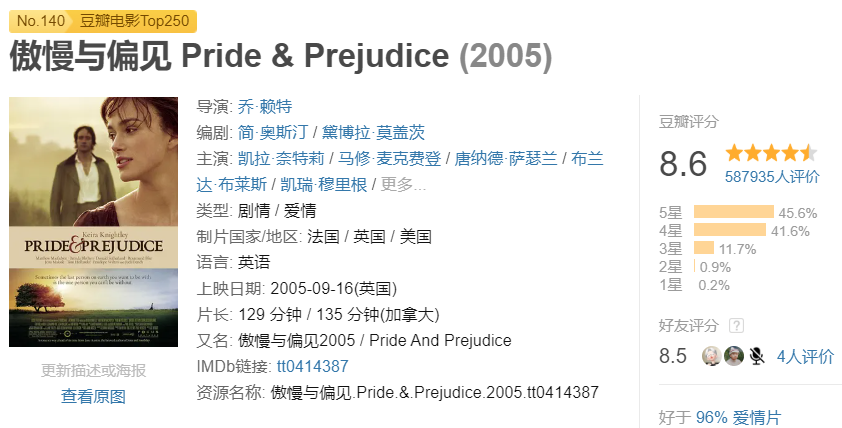 No.140 豆瓣电影Top250
傲慢与偏见 Pride & Prejudice (2005)
Keira Knightley
PRIDE & PREJUDICE
导演: 乔·赖特
编剧: 简·奥斯汀 / 黛博拉·莫盖茨
主演: 凯拉·奈特莉 / 马修·麦克费登 / 唐纳德·萨瑟兰 / 布兰
达·布莱斯 / 凯瑞·穆里根 / 更多...
类型: 剧情 / 爱情
制片国家/地区: 法国 / 英国 / 美国
语言: 英语
上映日期: 2005-09-16(英国)
片长: 129 分钟 / 135 分钟(加拿大)
又名: 傲慢与偏见2005 / Pride And Prejudice
IMDb链接: tt0414387
资源名称: 傲慢与偏见.Pride.&.Prejudice.2005.tt0414387
更新描述或海报
查看原图
豆瓣评分
8.6
587935人评价
5星 45.6%
4星 41.6%
3星 11.7%
2星 0.9%
1星 0.2%
好友评分 ?
8.5 4人评价
好于 96% 爱情片